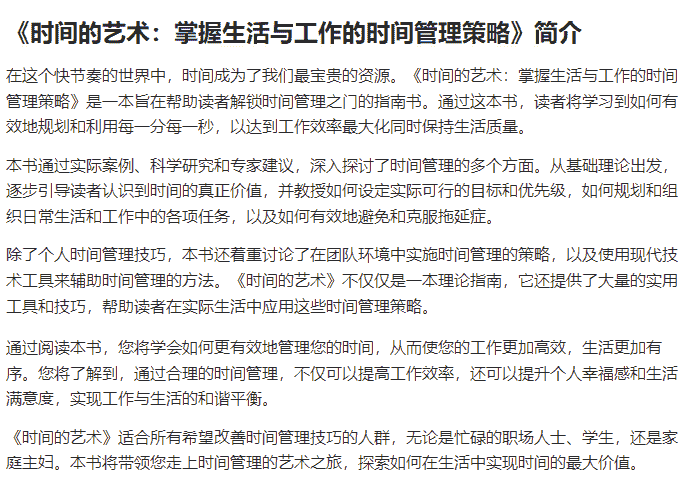 《时间的艺术：掌握生活与工作的时间管理策略》简介
在这个快节奏的世界中，时间成为了我们最宝贵的资源。《时间的艺术：掌握生活与工作的时间
管理策略》是一本旨在帮助读者解锁时间管理之门的指南书。通过这本书，读者将学习到如何有
效地规划和利用每一分每一秒，以达到工作效率最大化同时保持生活质量。
本书通过实际案例、科学研究和专家建议，深入探讨了时间管理的多个方面。从基础理论出发，
逐步引导读者认识到时间的真正价值，并教授如何设定实际可行的目标和优先级，如何规划和组
织日常生活和工作中的各项任务，以及如何有效地避免和克服拖延症。
除了个人时间管理技巧，本书还着重讨论了在团队环境中实施时间管理的策略，以及使用现代技
术工具来辅助时间管理的方法。《时间的艺术》不仅仅是一本理论指南，它还提供了大量的实用
工具和技巧，帮助读者在实际生活中应用这些时间管理策略。
通过阅读本书，您将学会如何更有效地管理您的时间，从而使您的工作更加高效，生活更加有
序。您将了解到，通过合理的时间管理，不仅可以提高工作效率，还可以提升个人幸福感和生活
满意度，实现工作与生活的和谐平衡。
《时间的艺术》适合所有希望改善时间管理技巧的人群，无论是忙碌的职场人士、学生，还是家
庭主妇。本书将带领您走上时间管理的艺术之旅，探索如何在生活中实现时间的最大价值。